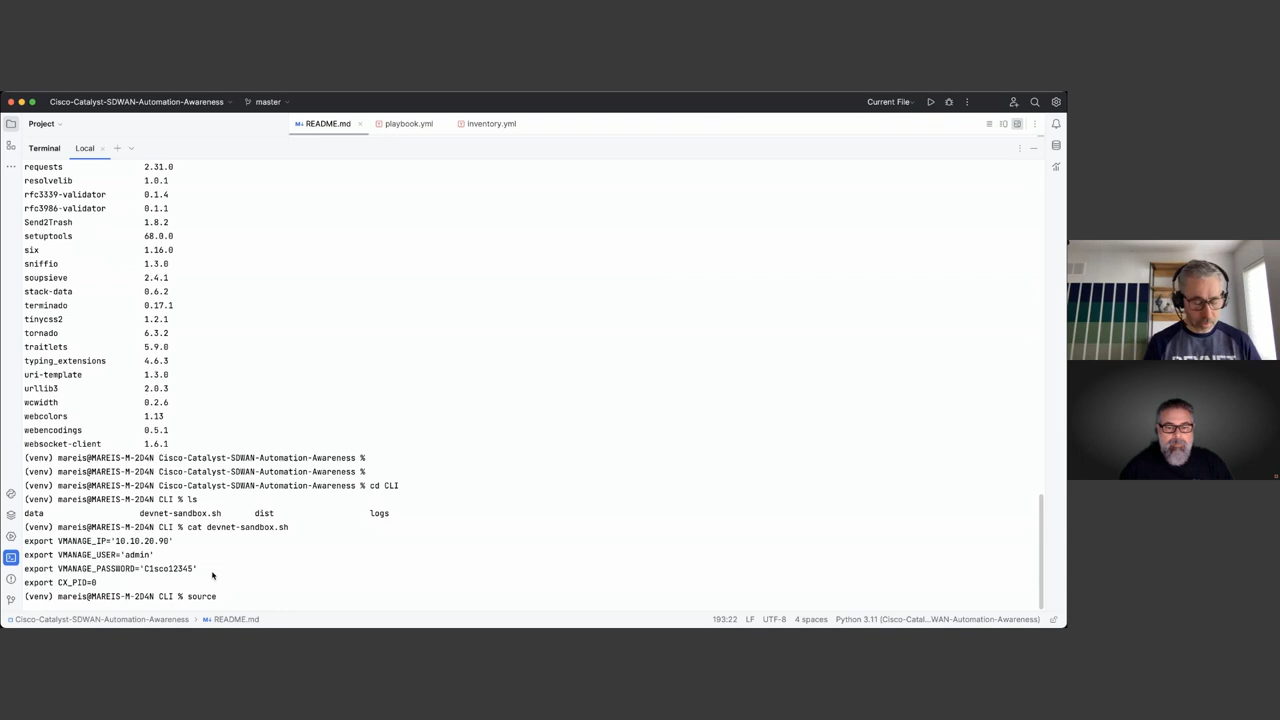 Cisco-Catalyst-SDWAN-Automation-Awareness master Current File
Project README.md playbook.yml inventory.yml
Terminal Local
requests 2.31.0
resolvelib 1.0.1
rfc3339-validator 0.1.4
rfc3986-validator 0.1.1
Send2Trash 1.8.2
setuptools 68.0.0
six 1.16.0
sniffio 1.3.0
soupsieve 2.4.1
stack-data 0.6.2
terminado 0.17.1
tinycss2 1.2.1
tornado 6.3.2
traitlets 5.9.0
typing_extensions 4.6.3
uri-template 1.3.0
urllib3 2.0.3
wcwidth 0.2.6
webcolors 1.13
webencodings 0.5.1
websocket-client 1.6.1
(venv) mareis@MAREIS-M-2D4N Cisco-Catalyst-SDWAN-Automation-Awareness %
(venv) mareis@MAREIS-M-2D4N Cisco-Catalyst-SDWAN-Automation-Awareness %
(venv) mareis@MAREIS-M-2D4N Cisco-Catalyst-SDWAN-Automation-Awareness % cd CLI
(venv) mareis@MAREIS-M-2D4N CLI % ls
data devnet-sandbox.sh dist logs
(venv) mareis@MAREIS-M-2D4N CLI % cat devnet-sandbox.sh
export VMANAGE_IP='10.10.20.90'
export VMANAGE_USER='admin'
export VMANAGE_PASSWORD='C1sco12345'
export CX_PID=0
(venv) mareis@MAREIS-M-2D4N CLI % source
Cisco-Catalyst-SDWAN-Automation-Awareness > README.md 193:22 LF UTF-8 4 spaces Python 3.11 (Cisco-Catal...WAN-Automation-Awareness)